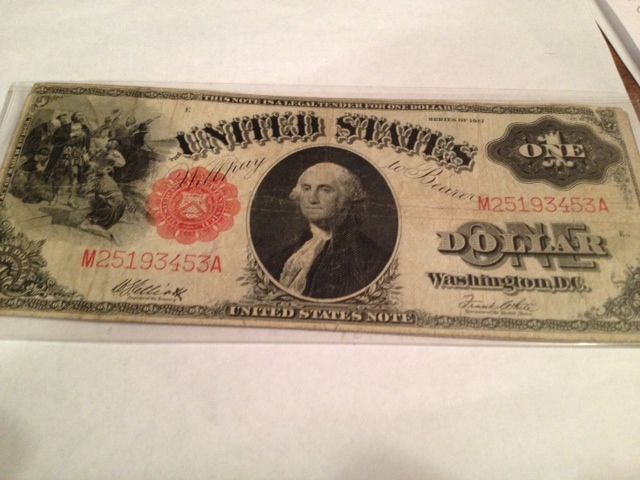 THIS NOTE IS A LEGAL TENDER FOR ONE DOLLAR
E
SERIES OF 1917
THE UNITED STATES
ONE
Will pay to Bearer
M25193453A
ONE DOLLAR
M25193453A
Washington, D.C.
UNITED STATES NOTE